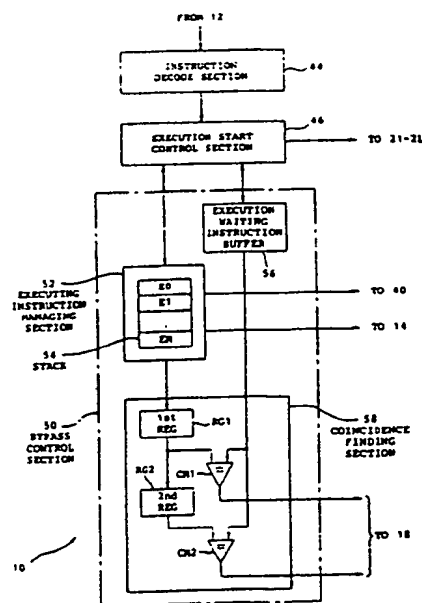 FROM 12
INSTRUCTION
DECODE SECTION
44
46
EXECUTION START
CONTROL SECTION
TO 21-2L
EXECUTION
WAITING
INSTRUCTION
BUFFER
56
52
EXECUTING
INSTRUCTION
MANAGING
SECTION
E0
E1
.
EN
TO 40
54
STACK
TO 14
50
BYPASS
CONTROL
SECTION
1st
REG
RG1
58
COINCIDENCE
FINDING
SECTION
RG2
2nd
REG
=
CM1
=
CM2
TO 18
10